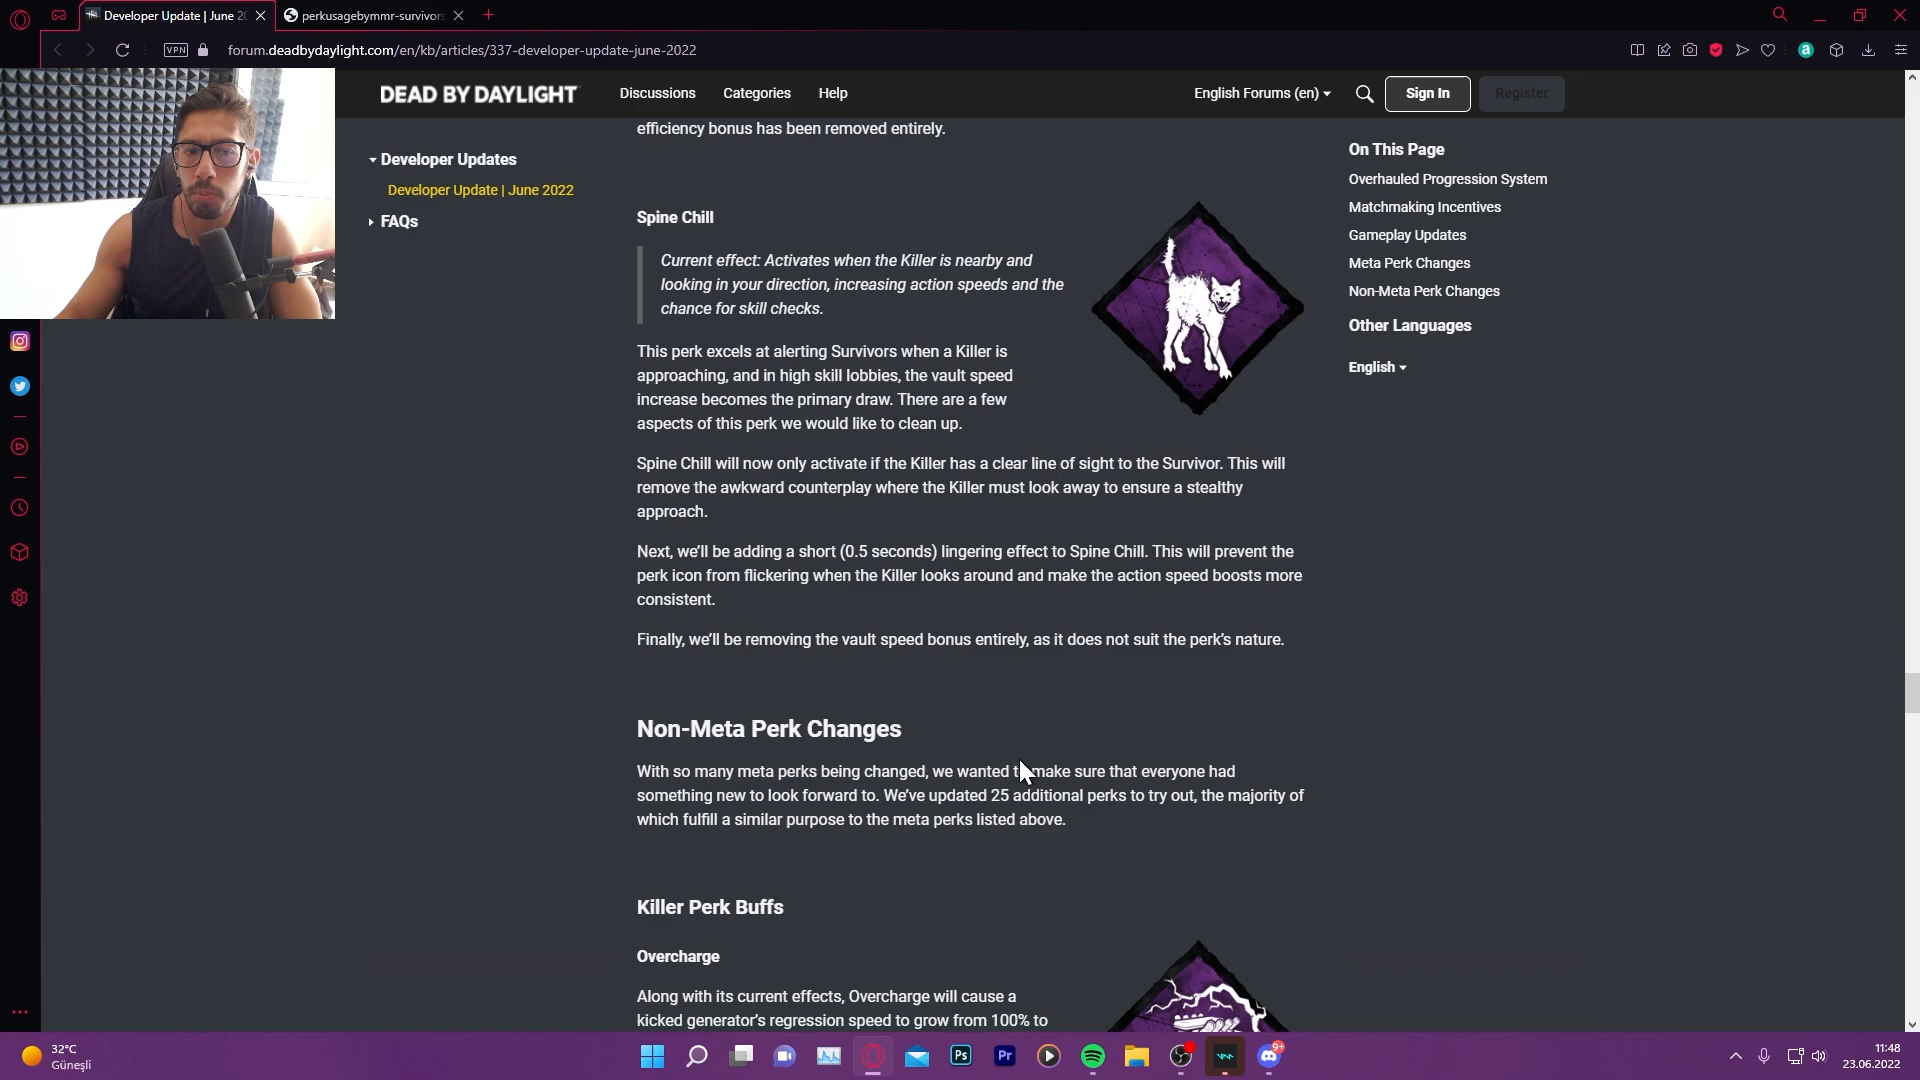 Developer Update | June 20
perkusagebymmr-survivors
VPN
forum.deadbydaylight.com/en/kb/articles/337-developer-update-june-2022
DEAD BY DAYLIGHT
Discussions
Categories
Help
English Forums (en)
Sign In
Register
Developer Updates
Developer Update | June 2022
FAQs
efficiency bonus has been removed entirely.
Spine Chill
Current effect: Activates when the Killer is nearby and
looking in your direction, increasing action speeds and the
chance for skill checks.
This perk excels at alerting Survivors when a Killer is
approaching, and in high skill lobbies, the vault speed
increase becomes the primary draw. There are a few
aspects of this perk we would like to clean up.
Spine Chill will now only activate if the Killer has a clear line of sight to the Survivor. This will
remove the awkward counterplay where the Killer must look away to ensure a stealthy
approach.
Next, we'll be adding a short (0.5 seconds) lingering effect to Spine Chill. This will prevent the
perk icon from flickering when the Killer looks around and make the action speed boosts more
consistent.
Finally, we'll be removing the vault speed bonus entirely, as it does not suit the perk's nature.
Non-Meta Perk Changes
With so many meta perks being changed, we wanted to make sure that everyone had
something new to look forward to. We've updated 25 additional perks to try out, the majority of
which fulfill a similar purpose to the meta perks listed above.
Killer Perk Buffs
Overcharge
Along with its current effects, Overcharge will cause a
kicked generator's regression speed to grow from 100% to
On This Page
Overhauled Progression System
Matchmaking Incentives
Gameplay Updates
Meta Perk Changes
Non-Meta Perk Changes
Other Languages
English
32°C
Güneşli
Ps
Pr
9+
11:48
23.06.2022